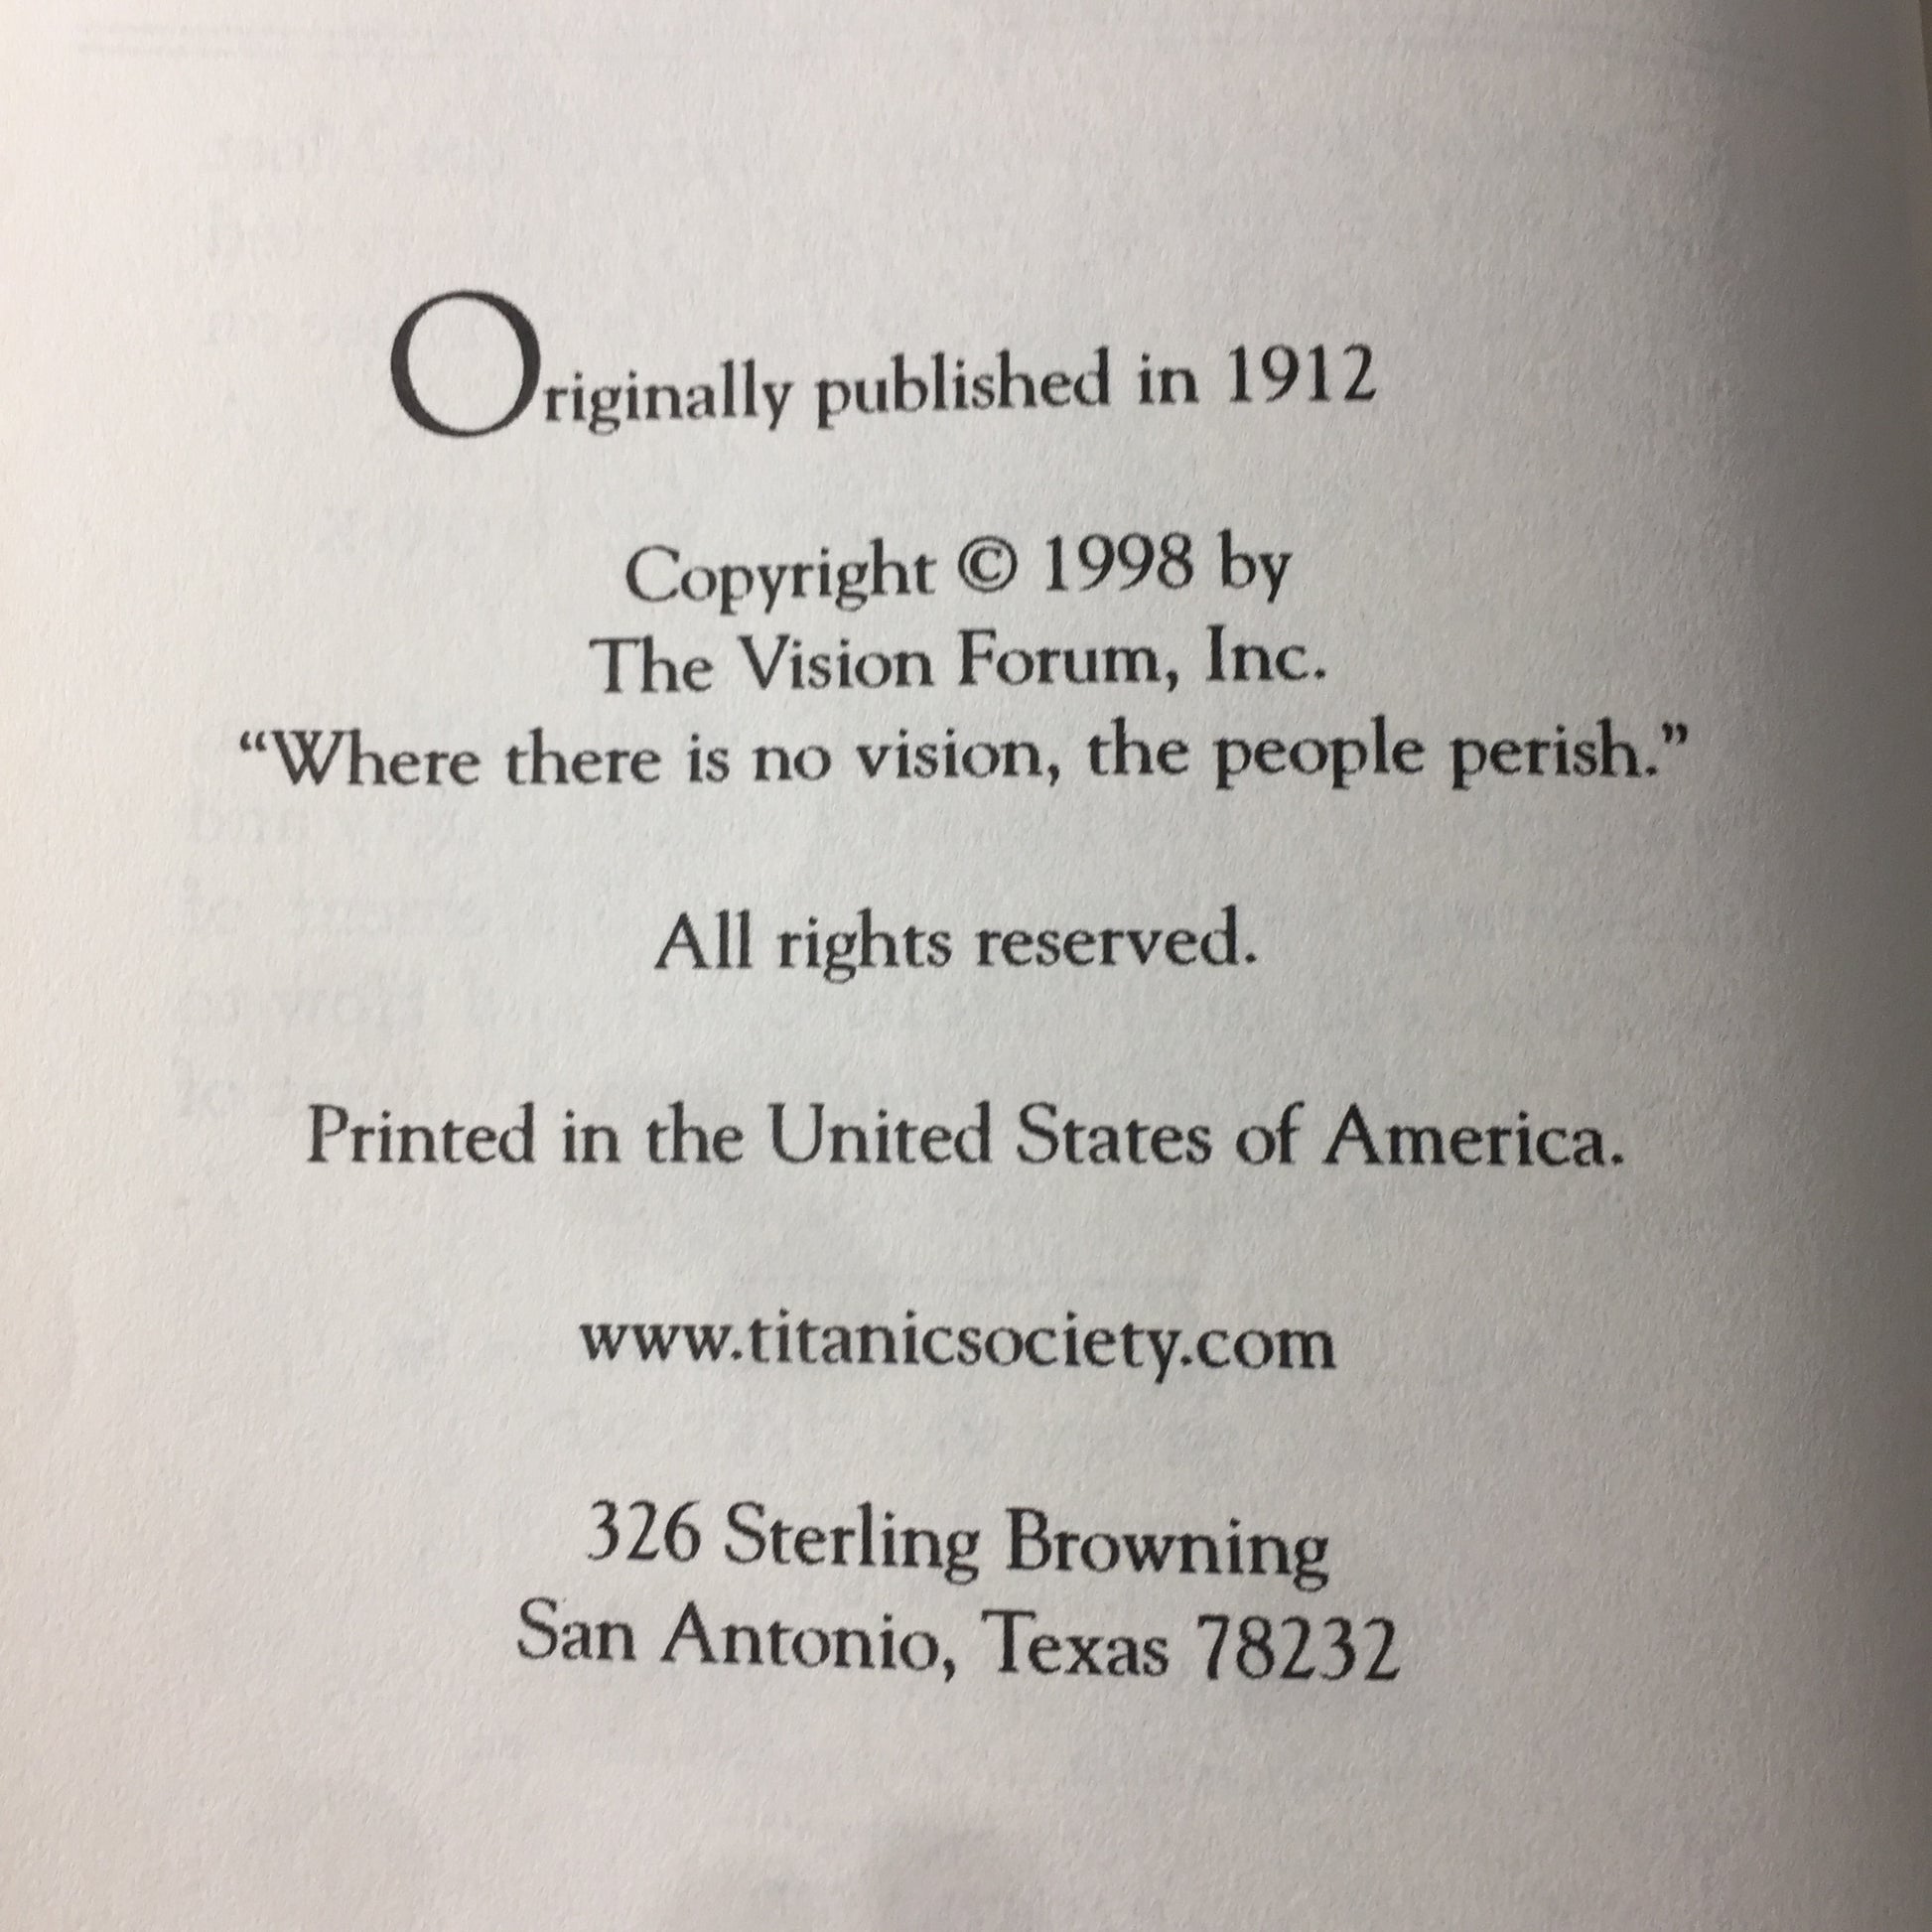 Originally published in 1912
Copyright © 1998 by
The Vision Forum, Inc.
“Where there is no vision, the people perish.”
All rights reserved.
Printed in the United States of America.
www.titanicsociety.com
326 Sterling Browning
San Antonio, Texas 78232